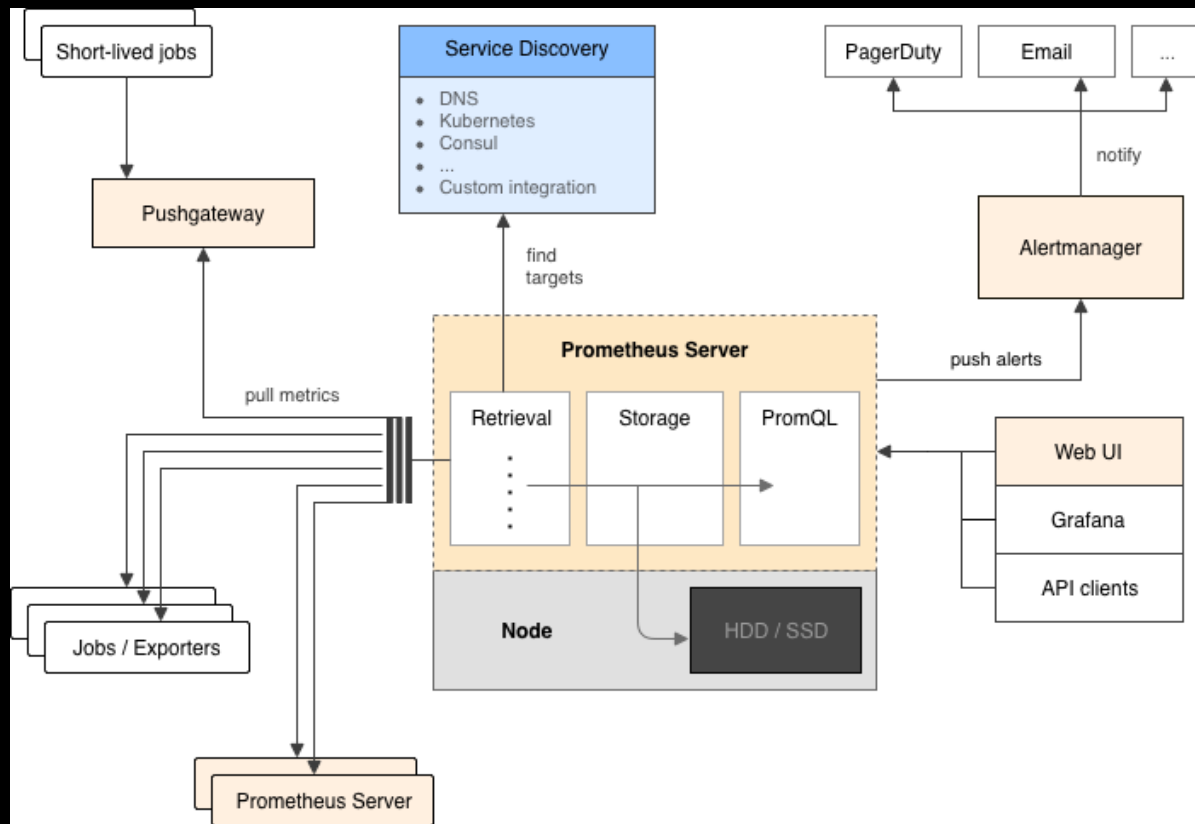 Short-lived jobs
Service Discovery
PagerDuty
Email
...
• DNS
• Kubernetes
• Consul
• ...
• Custom integration
notify
Pushgateway
Alertmanager
find
targets
Prometheus Server
push alerts
pull metrics
Retrieval
Storage
PromQL
Web UI
Grafana
API clients
Node
HDD / SSD
Jobs / Exporters
Prometheus Server